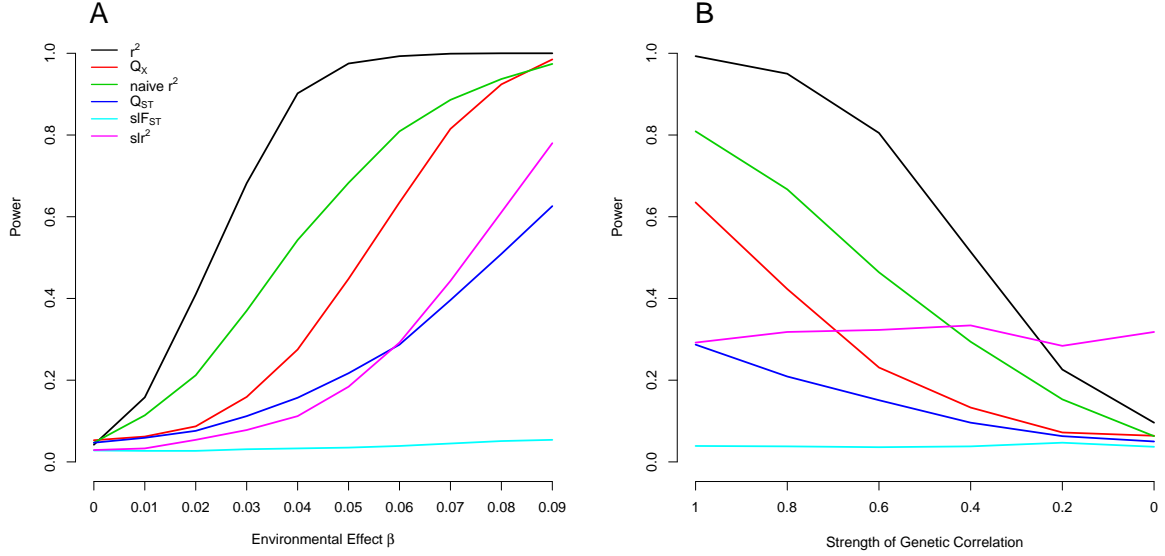 A
r²
Q_X
naive r²
Q_ST
slF_ST
slr²
Power
0.0
0.2
0.4
0.6
0.8
1.0
0 0.01 0.02 0.03 0.04 0.05 0.06 0.07 0.08 0.09
Environmental Effect β
B
Power
0.0
0.2
0.4
0.6
0.8
1.0
1 0.8 0.6 0.4 0.2 0
Strength of Genetic Correlation